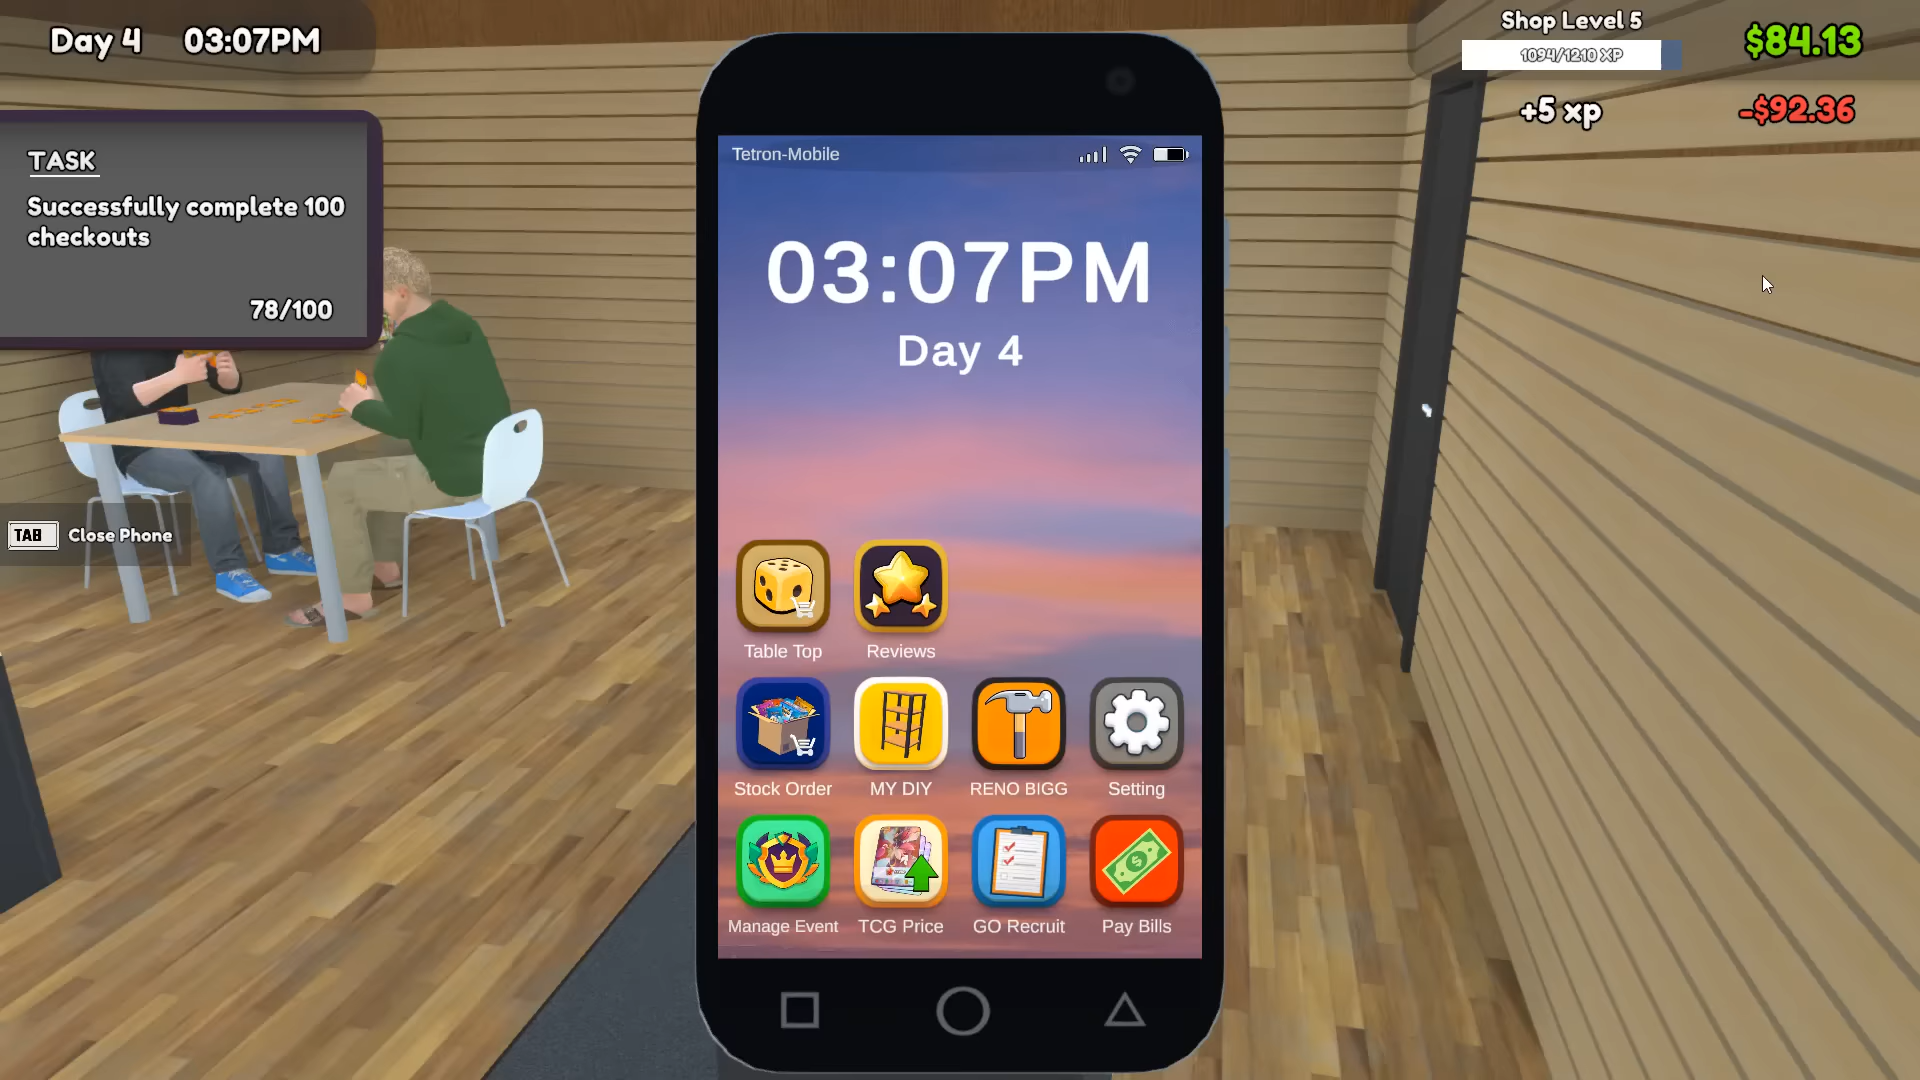 Day 4 03:07PM
Shop Level 5
1094/1210 XP
$84.13
+5 xp
-$92.36
TASK
Successfully complete 100
checkouts
78/100
TAB Close Phone
Tetron-Mobile
03:07PM
Day 4
Table Top Reviews
Stock Order MY DIY RENO BIGG Setting
Manage Event TCG Price GO Recruit Pay Bills